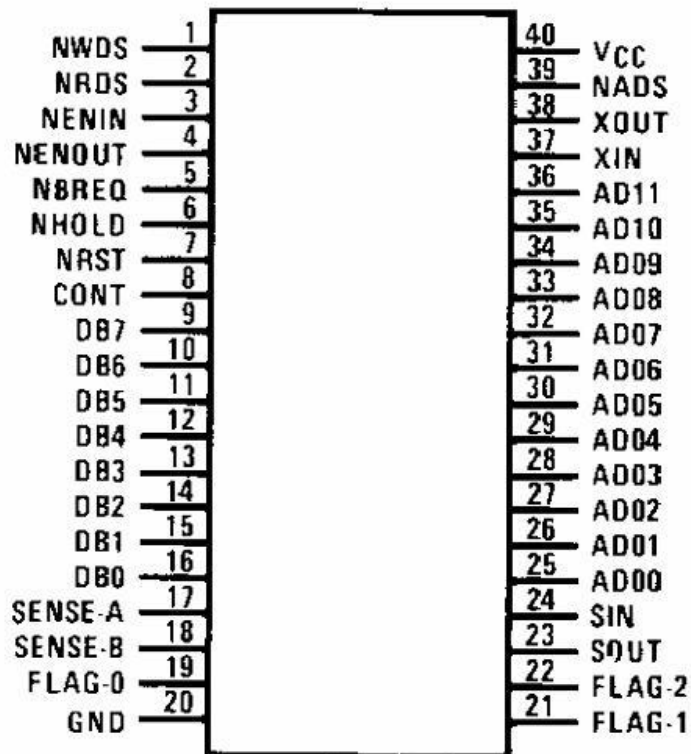 NWDS 1
NRDS 2
NENIN 3
NENOUT 4
NBREQ 5
NHOLD 6
NRST 7
CONT 8
DB7 9
DB6 10
DB5 11
DB4 12
DB3 13
DB2 14
DB1 15
DB0 16
SENSE-A 17
SENSE-B 18
FLAG-0 19
GND 20
40 VCC
39 NADS
38 XOUT
37 XIN
36 AD11
35 AD10
34 AD09
33 AD08
32 AD07
31 AD06
30 AD05
29 AD04
28 AD03
27 AD02
26 AD01
25 AD00
24 SIN
23 SOUT
22 FLAG-2
21 FLAG-1